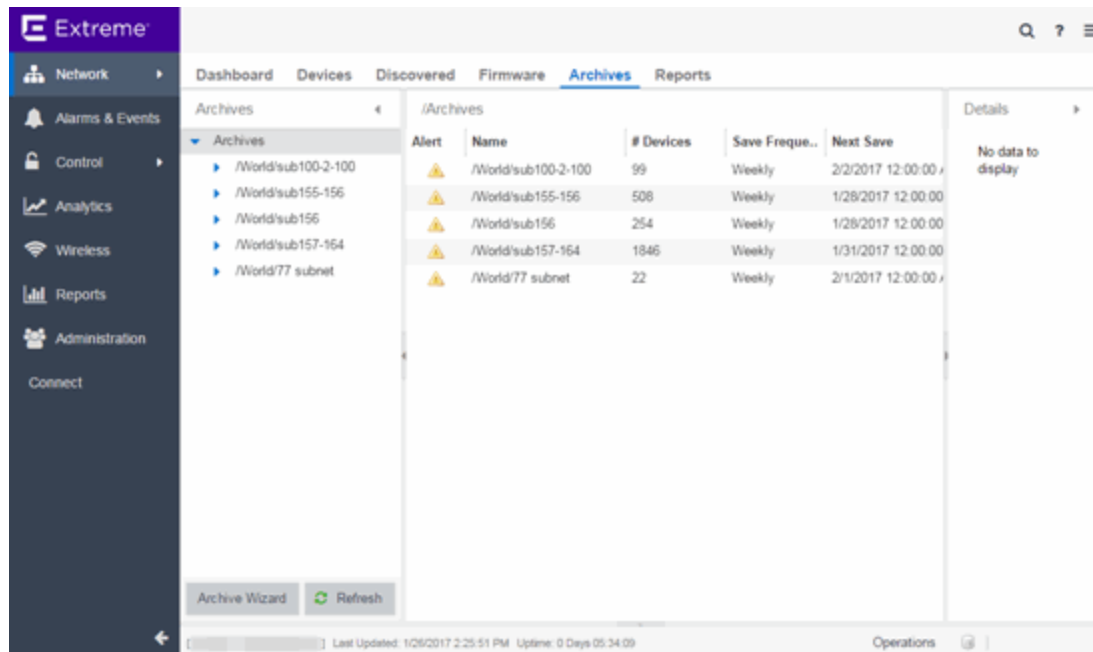 Extreme
?
Network
Dashboard Devices Discovered Firmware Archives Reports
Alarms & Events
Control
Analytics
Wireless
Reports
Administration
Connect
Archives
Archives
/World/sub100-2-100
/World/sub155-156
/World/sub156
/World/sub157-164
/World/77 subnet
Archive Wizard
Refresh
/Archives
Alert Name # Devices Save Freque.. Next Save
/World/sub100-2-100 99 Weekly 2/2/2017 12:00:00
/World/sub155-156 508 Weekly 1/28/2017 12:00:00
/World/sub156 254 Weekly 1/28/2017 12:00:00
/World/sub157-164 1846 Weekly 1/31/2017 12:00:00
/World/77 subnet 22 Weekly 2/1/2017 12:00:00
Details
No data to
display
[ ] Last Updated: 1/26/2017 2:25:51 PM Uptime: 0 Days 05:34:09
Operations